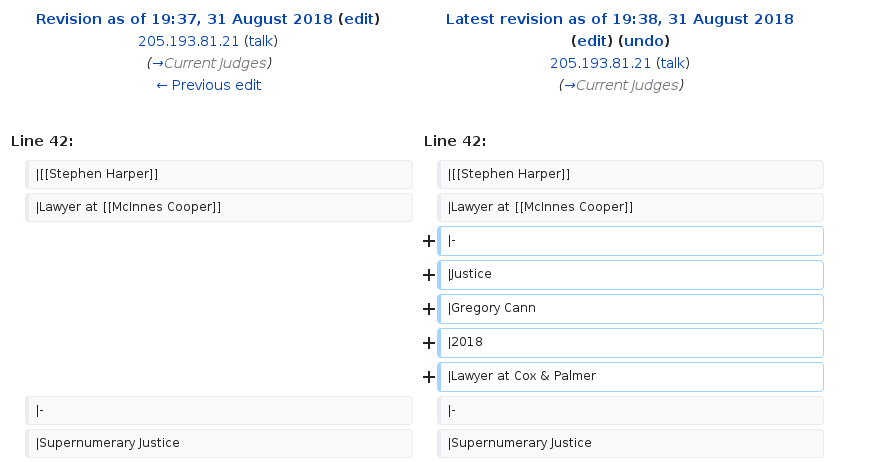 Revision as of 19:37, 31 August 2018 (edit)
205.193.81.21 (talk)
(→Current Judges)
← Previous edit
Latest revision as of 19:38, 31 August 2018
(edit) (undo)
205.193.81.21 (talk)
(→Current Judges)
Line 42:
Line 42:
|[[Stephen Harper]]
|[[Stephen Harper]]
|Lawyer at [[McInnes Cooper]]
|Lawyer at [[McInnes Cooper]]
+ |-
+ |Justice
+ |Gregory Cann
+ |2018
+ |Lawyer at Cox & Palmer
|-
|-
|Supernumerary Justice
|Supernumerary Justice